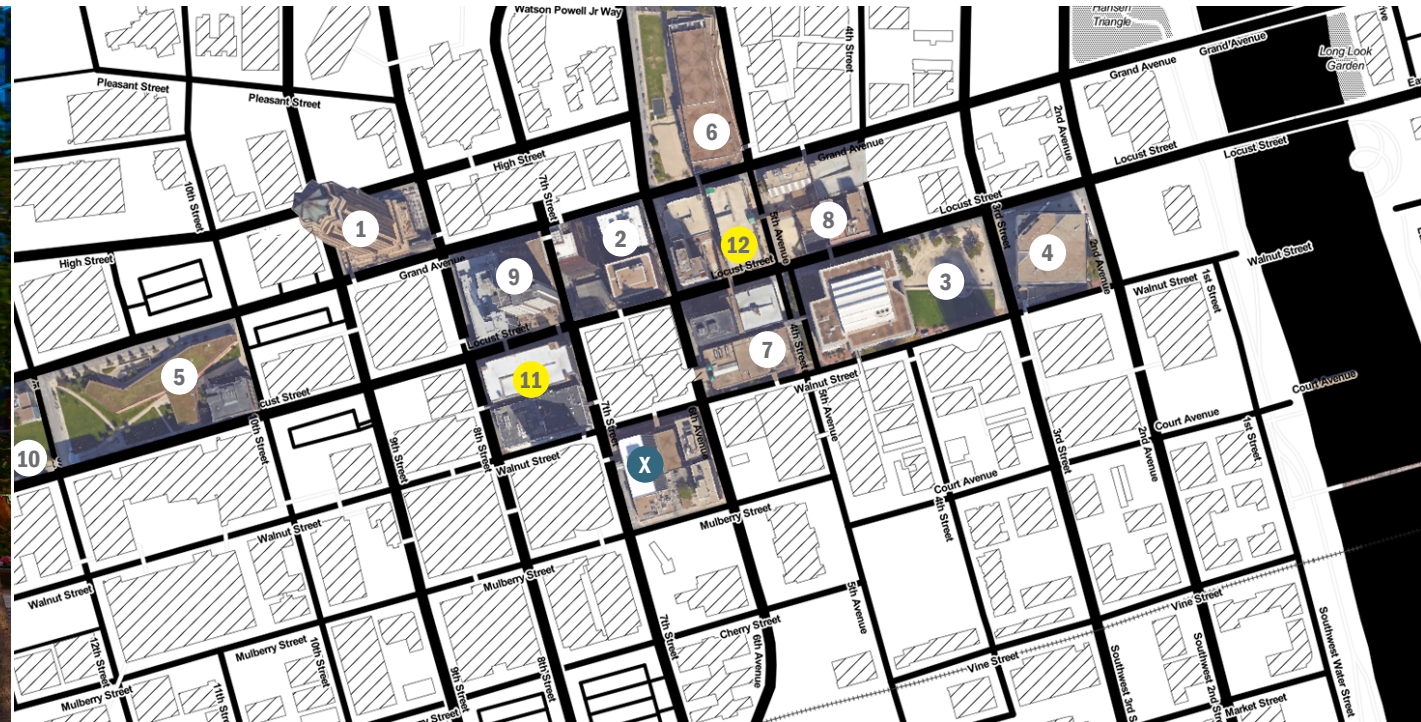 Watson Powell Jr Way
Hansen
Triangle
Grand Avenue
Long Look
Garden
4th Street
Grand Avenue
Pleasant Street
Pleasant Street
6
2nd Avenue
Locust Street
Locust Street
High Street
Grand Avenue
10th Street
7th Street
Locust Street
1
2
12
5th Avenue
8
3rd Street
4
2nd Avenue
Walnut Street
High Street
Grand Avenue
9
Locust Street
3
Walnut Street
1st Street
Locust Street
7
4th Street
5
11
Walnut Street
5th Avenue
Court Avenue
cust Street
10th Street
9th Street
8th Street
7th Street
6th Avenue
Court Avenue
1st Street
10
Walnut Street
X
3rd Street
2nd Avenue
Court Avenue
4th Street
Walnut Street
Mulberry Street
Walnut Street
Mulberry Street
5th Avenue
Vine Street
12th Street
Mulberry Street
10th Street
7th Street
Cherry Street
6th Avenue
Vine Street
Southwest Water Street
Mulberry Street
11th Str
9th Street
8th Street
Southwest 3rd S
Southwest 2nd S
Market Street